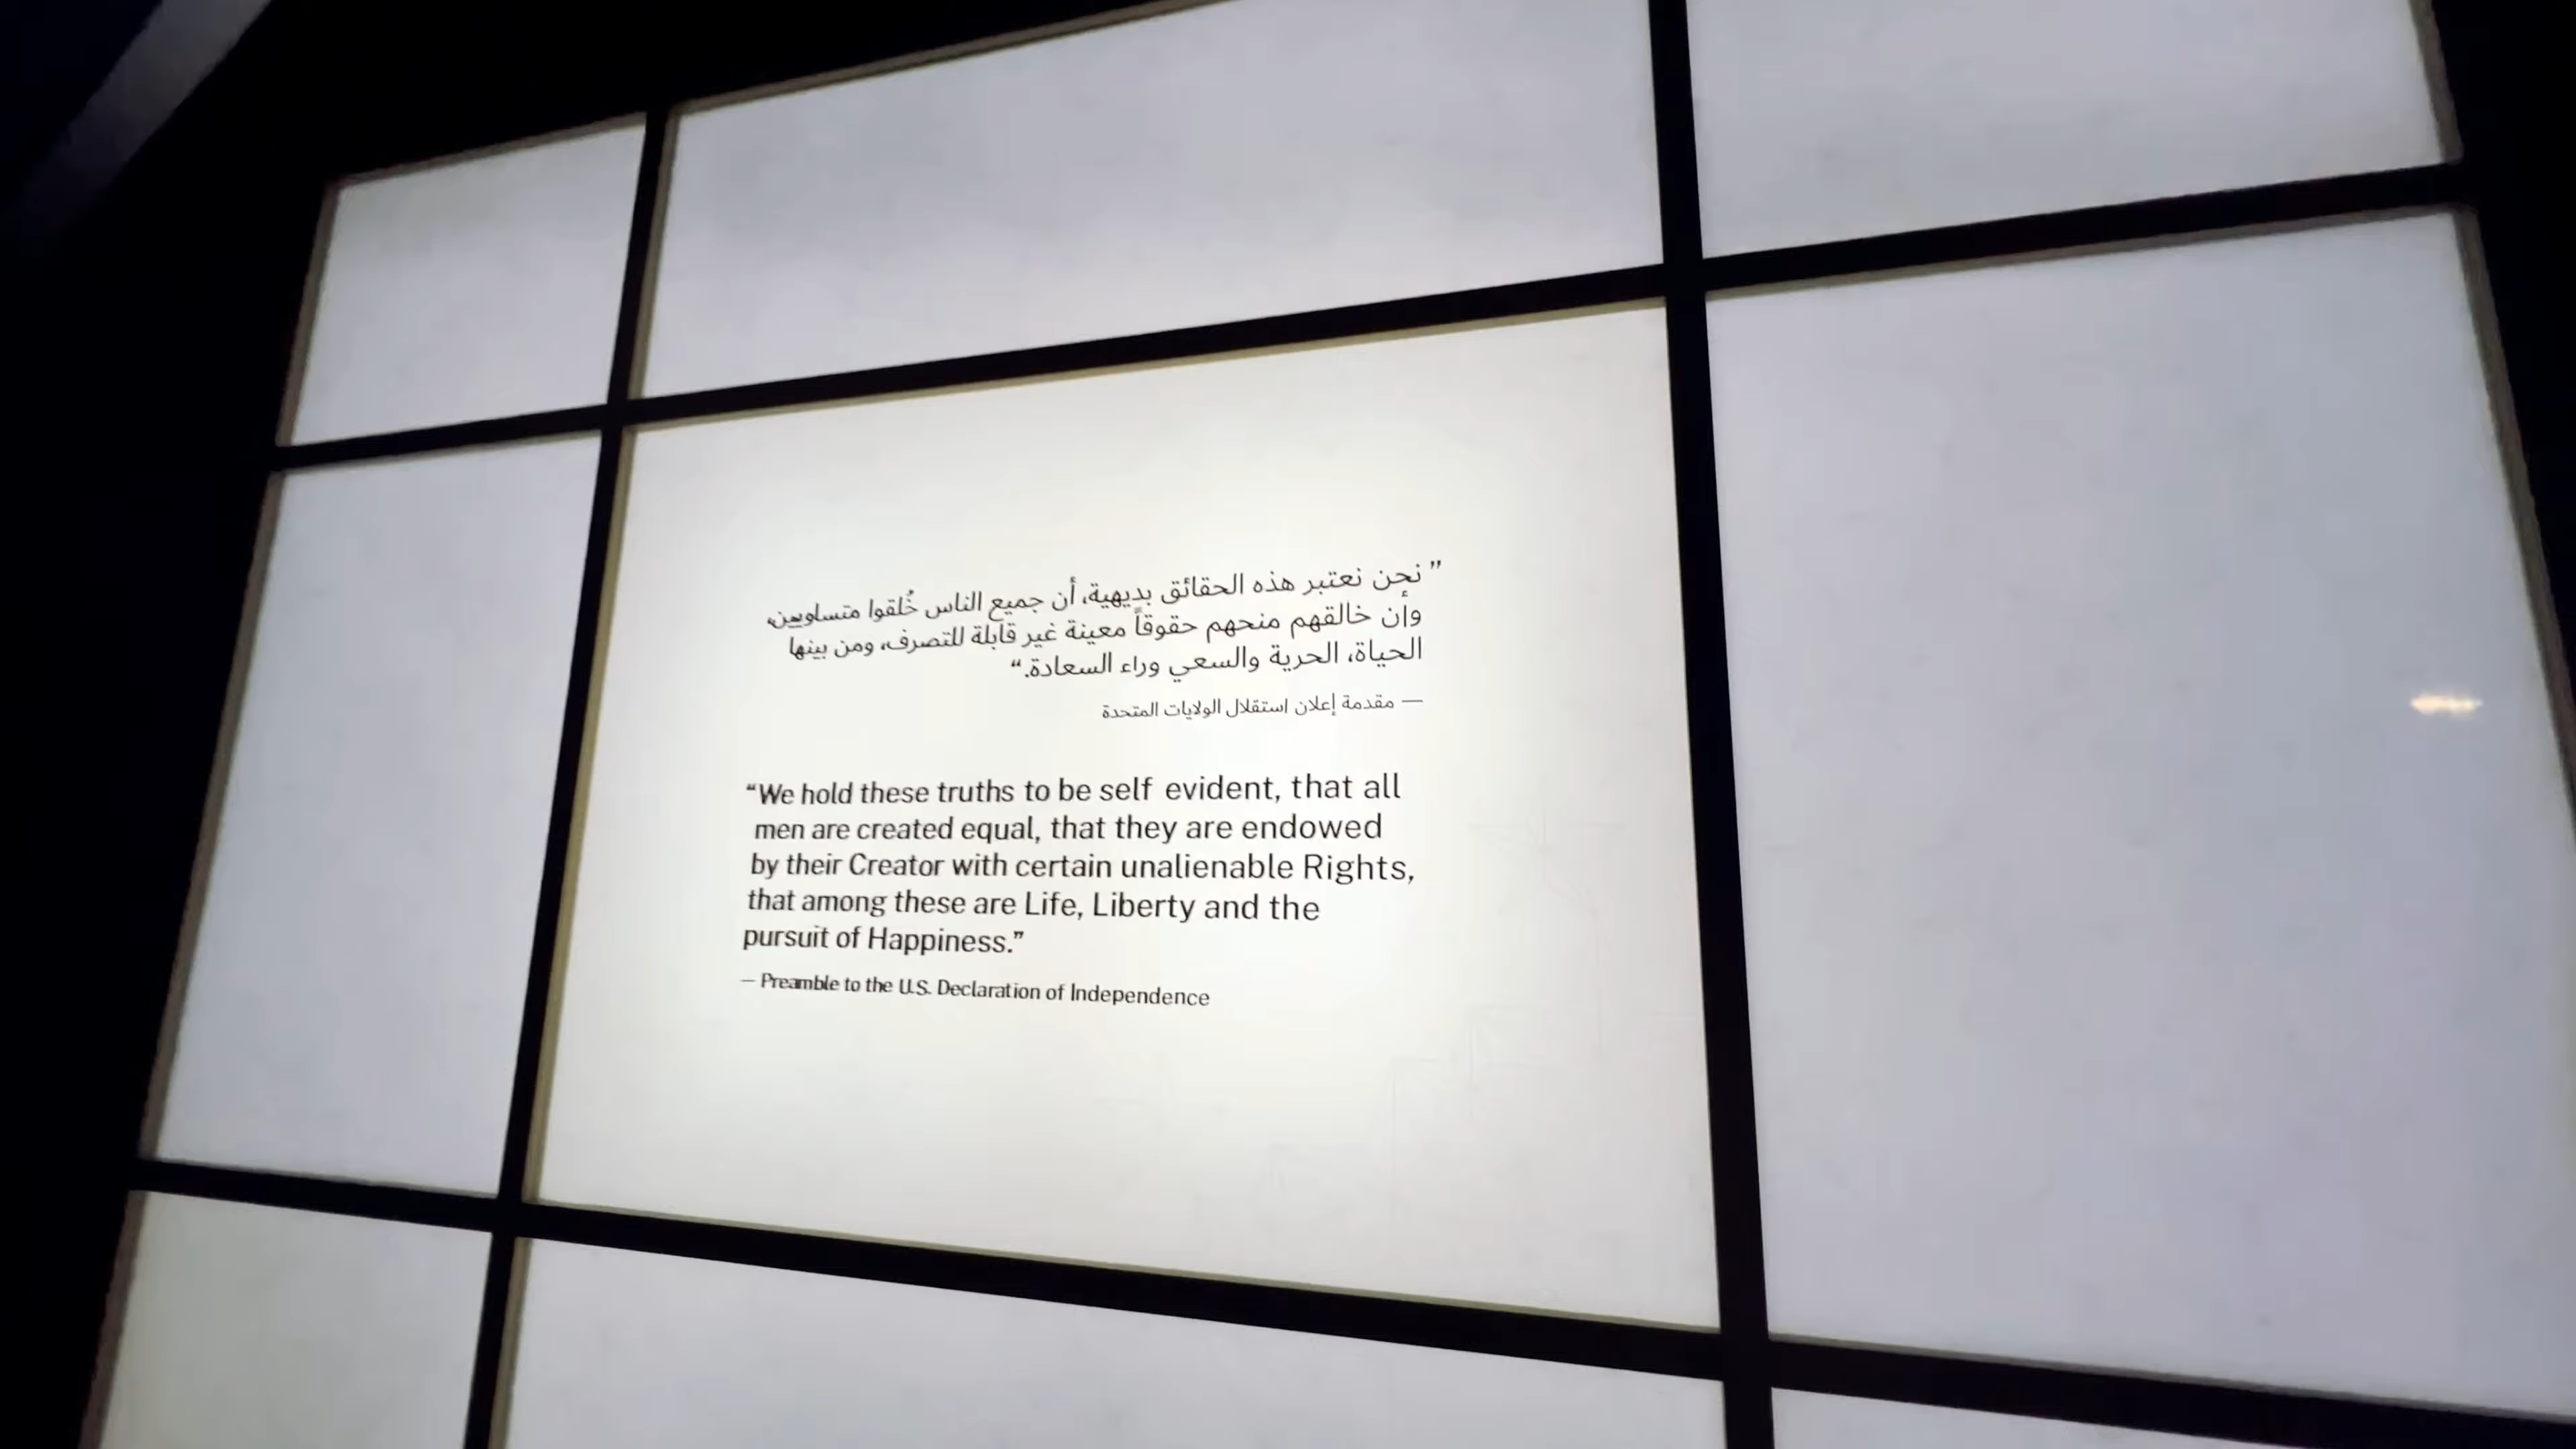 ” نحن نعتبر هذه الحقائق بديهية، أن جميع الناس خُلقوا متساويين،
وإن خالقهم منحهم حقوقاً معينة غير قابلة للتصرف، ومن بينها
الحياة، الحرية والسعي وراء السعادة.“
— مقدمة إعلان استقلال الولايات المتحدة
“We hold these truths to be self evident, that all
men are created equal, that they are endowed
by their Creator with certain unalienable Rights,
that among these are Life, Liberty and the
pursuit of Happiness.”
— Preamble to the U.S. Declaration of Independence